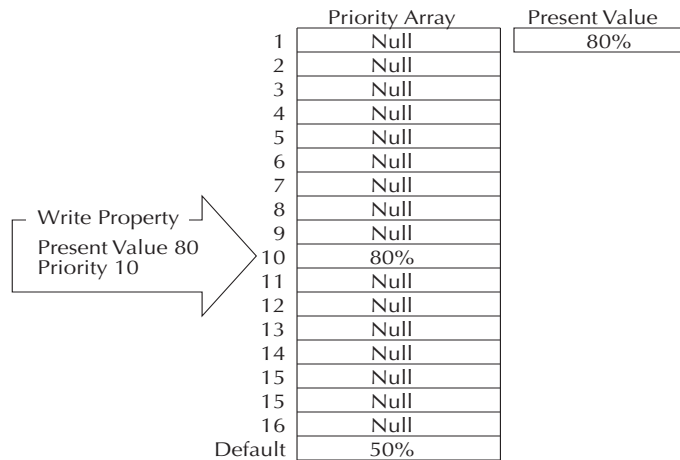 Priority Array Present Value
1 Null 80%
2 Null
3 Null
4 Null
5 Null
6 Null
7 Null
8 Null
Write Property
9 Null
Present Value 80
10 80%
Priority 10
11 Null
12 Null
13 Null
14 Null
15 Null
15 Null
16 Null
Default 50%